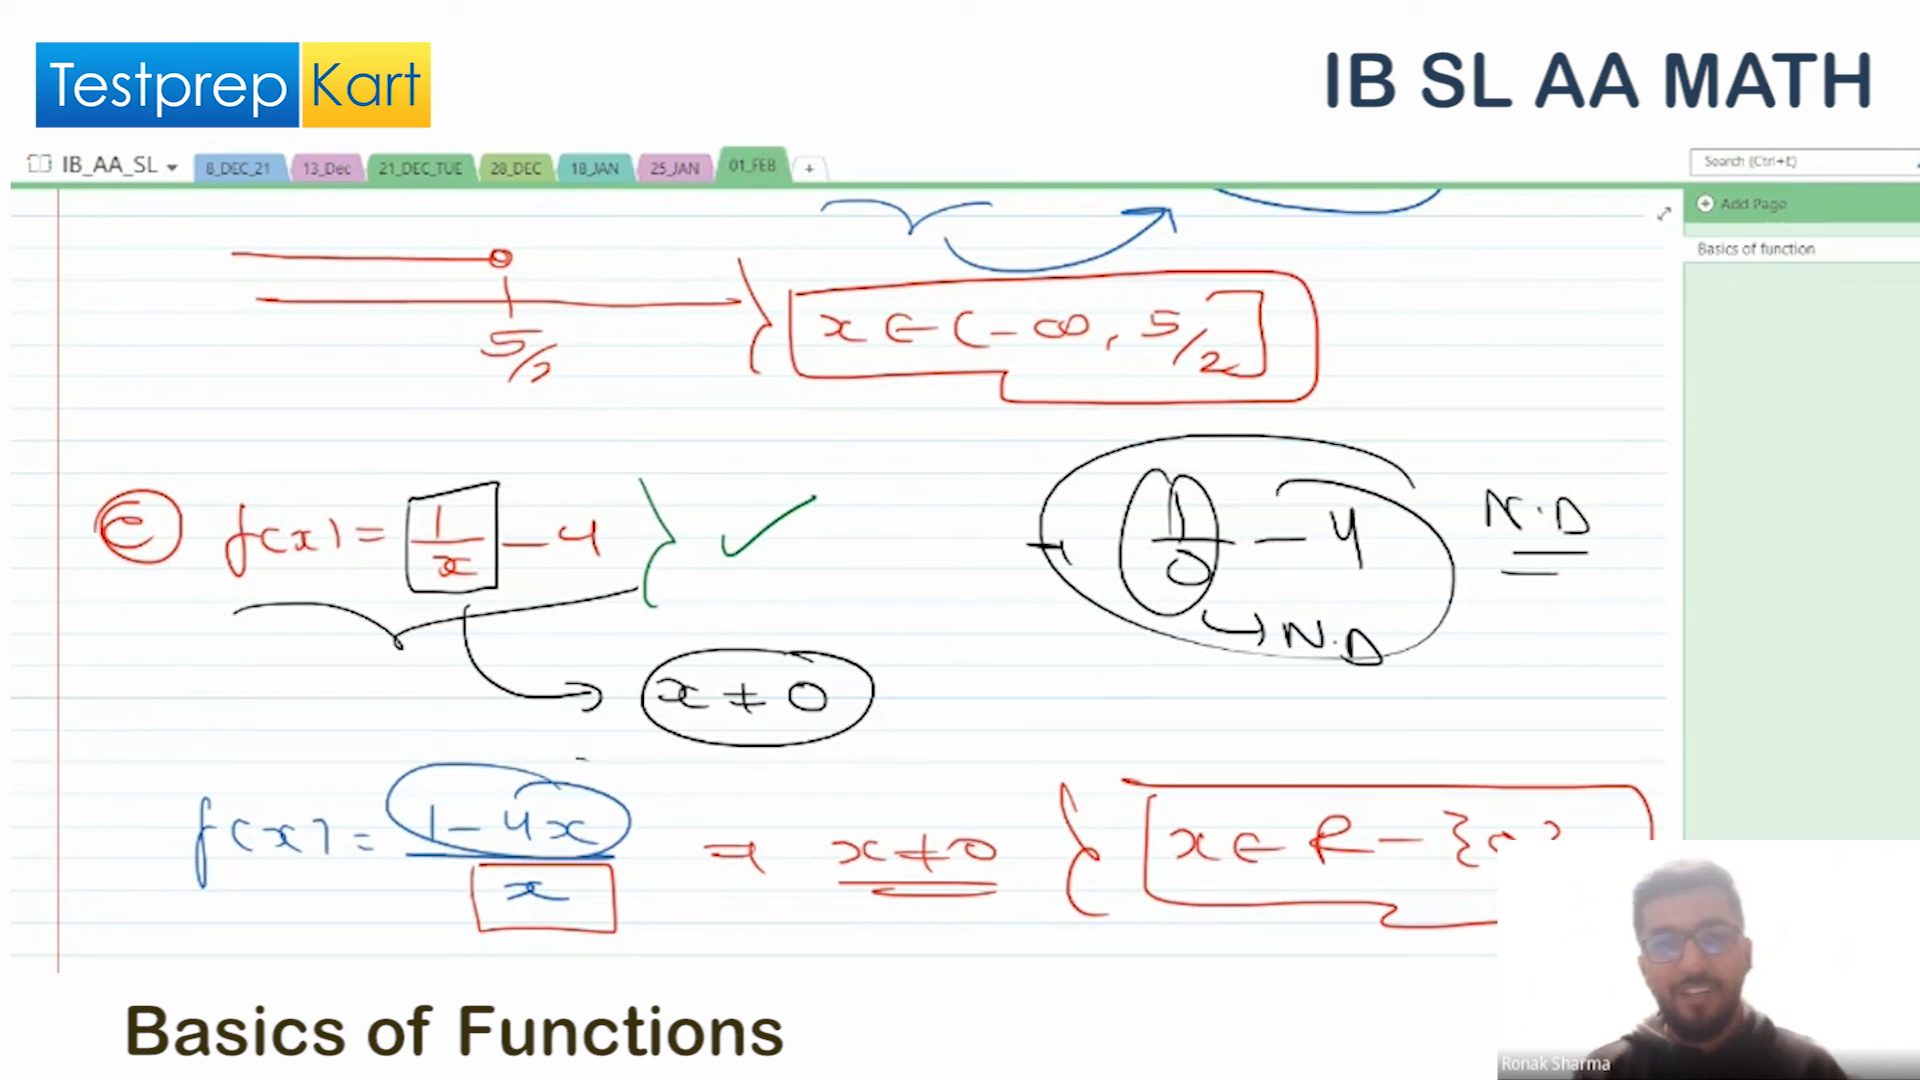 Testprep Kart
IB SL AA MATH
IB_AA_SL
8_DEC_21
13_Dec
21_DEC_TUE
28_DEC
18_JAN
25_JAN
01_FEB
+
Search (Ctrl+E)
Add Page
Basics of function
5/2
x ∈ (-∞, 5/2]
e f(x) = 1/x - 4
1/0 - 4
N.D
N.D
x ≠ 0
f(x) = 1-4x/x ⇒ x ≠ 0
x ∈ R - {
Basics of Functions
Ronak Sharma